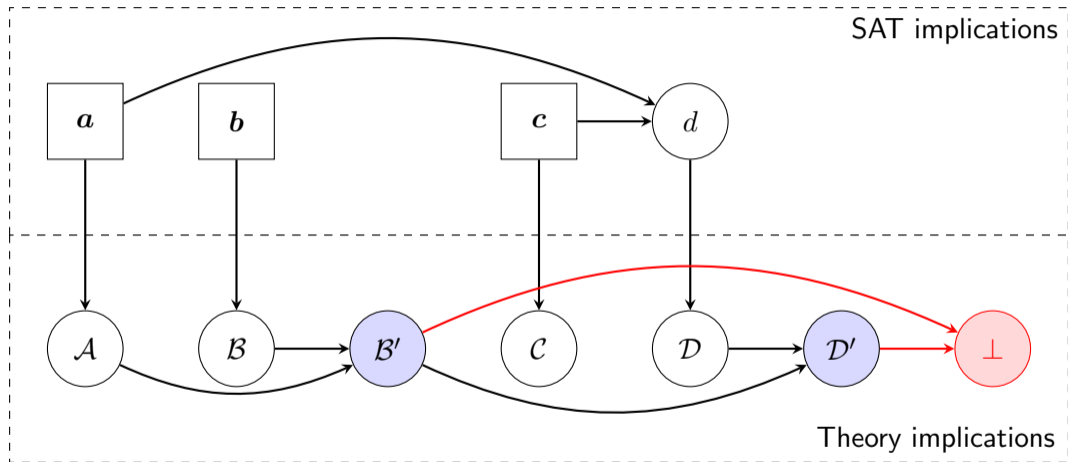 SAT implications
a b c d
𝒜 ℬ ℬ′ 𝒞 𝒟 𝒟′ ⊥
Theory implications